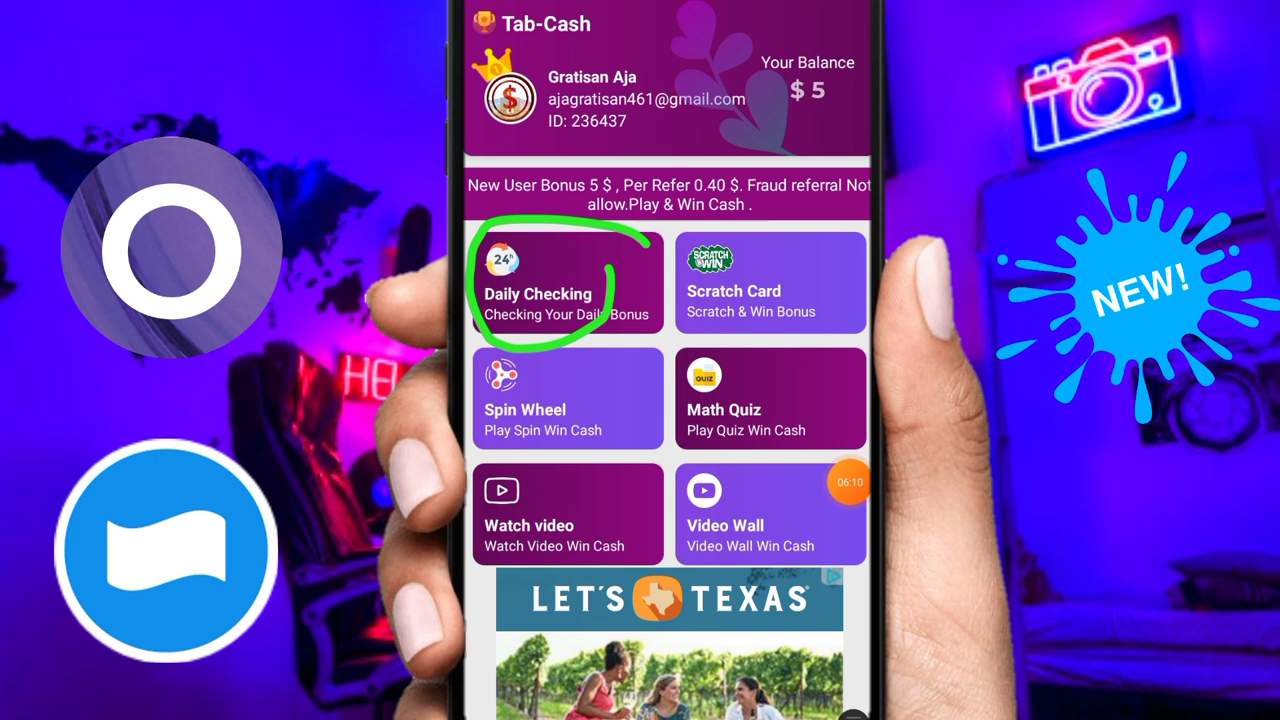 Tab-Cash
Gratisan Aja
ajagratisan461@gmail.com
ID: 236437
Your Balance
$ 5
New User Bonus 5 $ , Per Refer 0.40 $. Fraud referral Not
allow.Play & Win Cash .
24h
Daily Checking
Checking Your Daily Bonus
SCRATCH
WIN
Scratch Card
Scratch & Win Bonus
Spin Wheel
Play Spin Win Cash
QUIZ
Math Quiz
Play Quiz Win Cash
Watch video
Watch Video Win Cash
Video Wall
Video Wall Win Cash
06:10
LET'S TEXAS
NEW!
HE